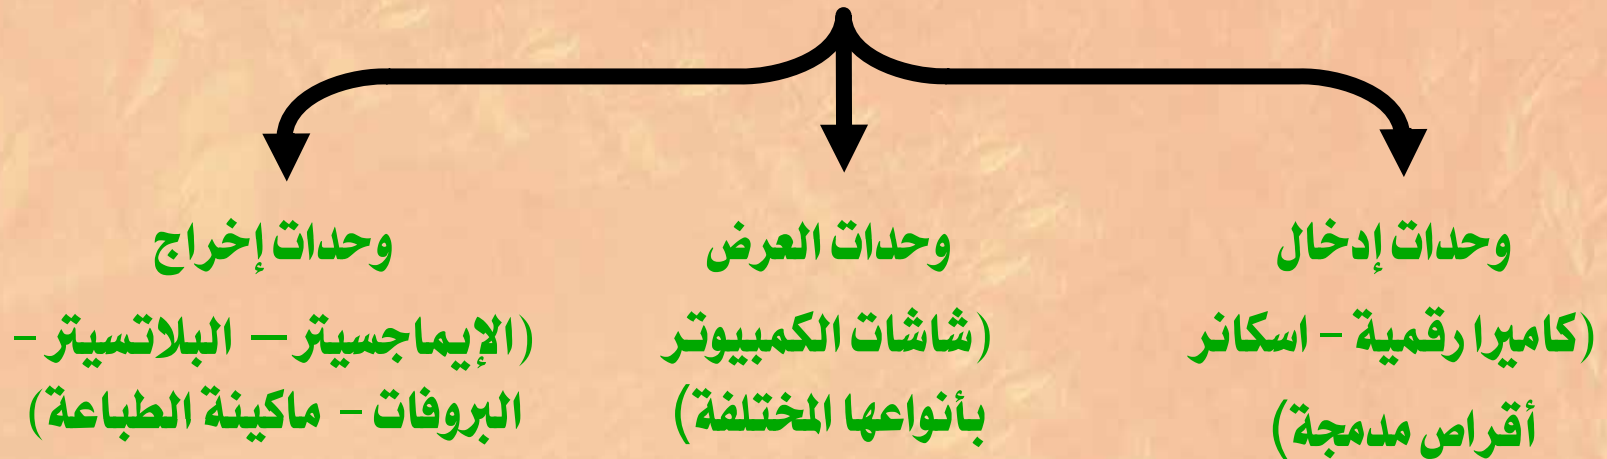 وحدات إدخال
(كاميرا رقمية - اسكانر
أقراص مدمجة)
وحدات العرض
(شاشات الكمبيوتر
بأنواعها المختلفة)
وحدات إخراج
(الإيماجسيتر – البلاتسيتر -
البروفات - ماكينة الطباعة)